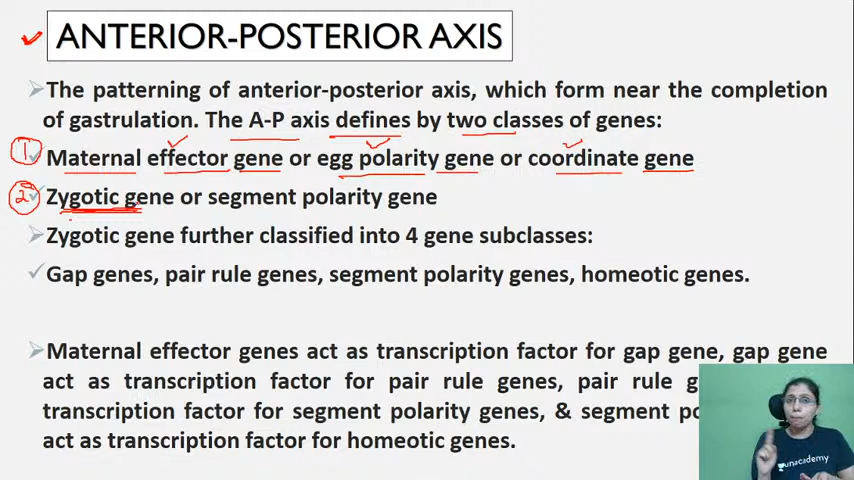 ANTERIOR-POSTERIOR AXIS
The patterning of anterior-posterior axis, which form near the completion
of gastrulation. The A-P axis defines by two classes of genes:
1 Maternal effector gene or egg polarity gene or coordinate gene
2 Zygotic gene or segment polarity gene
Zygotic gene further classified into 4 gene subclasses:
Gap genes, pair rule genes, segment polarity genes, homeotic genes.
Maternal effector genes act as transcription factor for gap gene, gap gene
act as transcription factor for pair rule genes, pair rule
transcription factor for segment polarity genes, & segment
act as transcription factor for homeotic genes.
unacademy